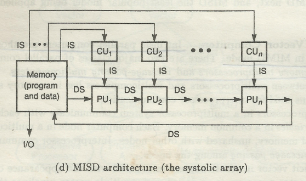 IS ••• IS CU₁ CU₂ ••• CUₙ
IS IS IS
Memory
(program
and data)
DS PU₁ DS PU₂ DS ••• PUₙ
I/O
DS
(d) MISD architecture (the systolic array)